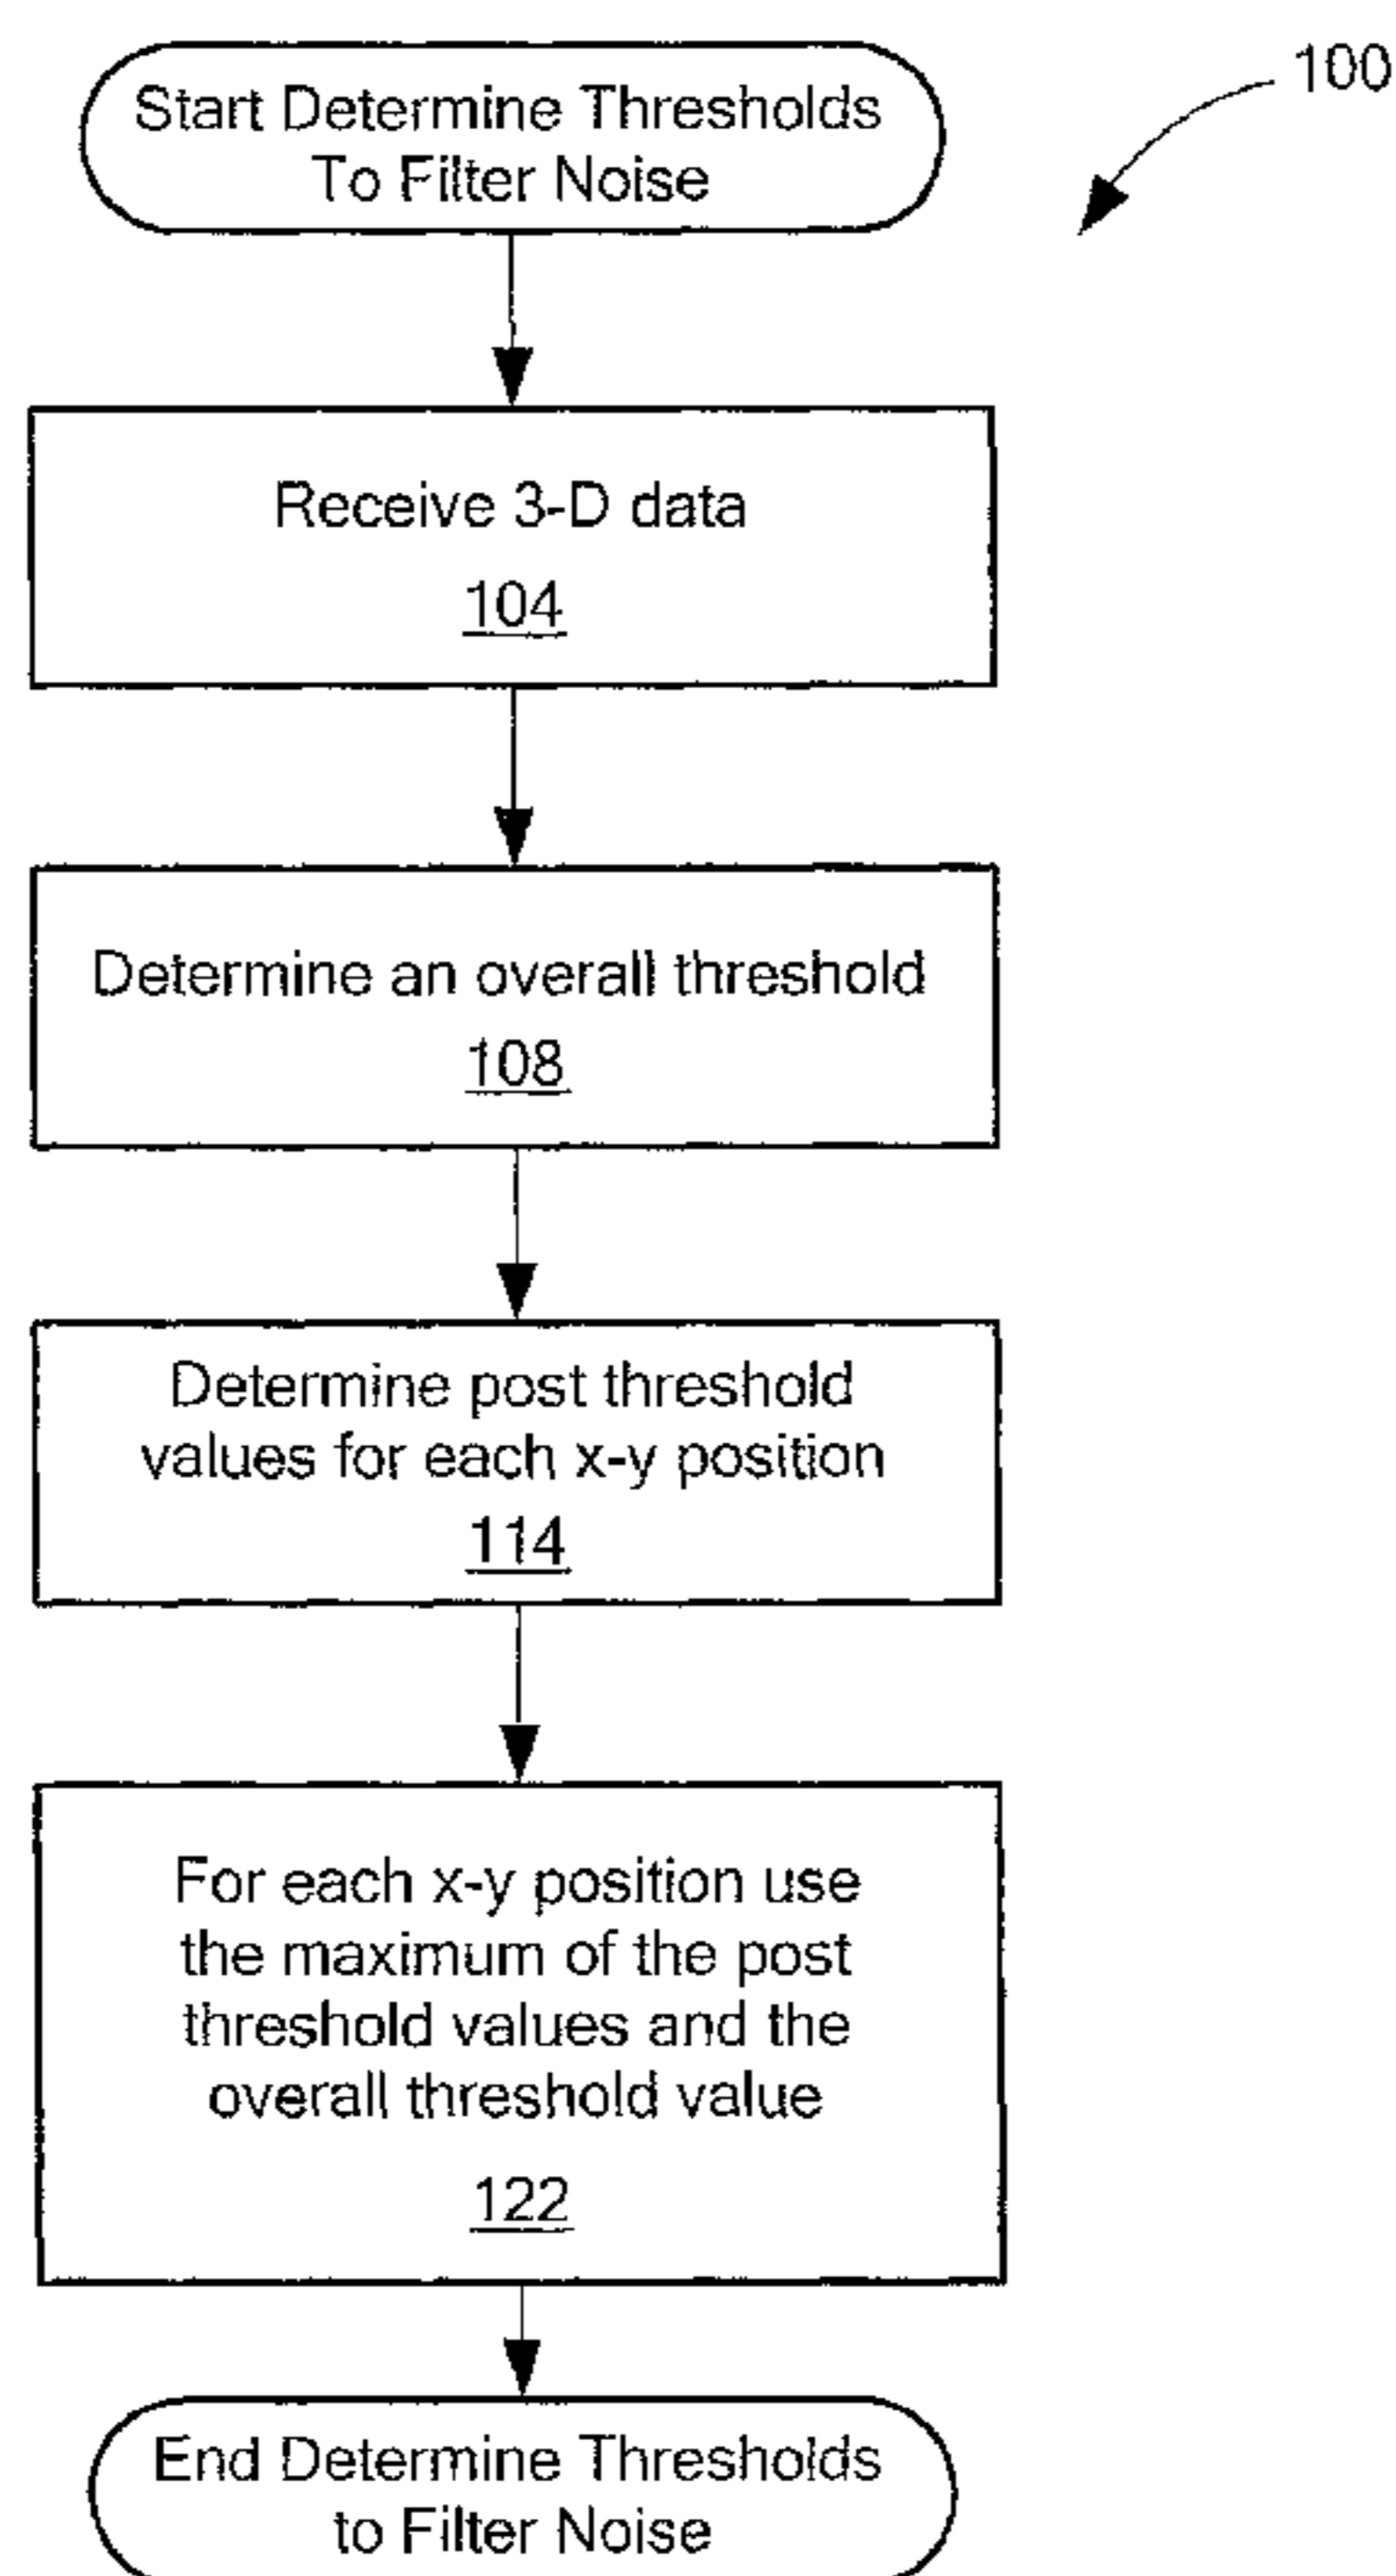 100
Start Determine Thresholds
To Filter Noise
Receive 3-D data
104
Determine an overall threshold
108
Determine post threshold
values for each x-y position
114
For each x-y position use
the maximum of the post
threshold values and the
overall threshold value
122
End Determine Thresholds
to Filter Noise